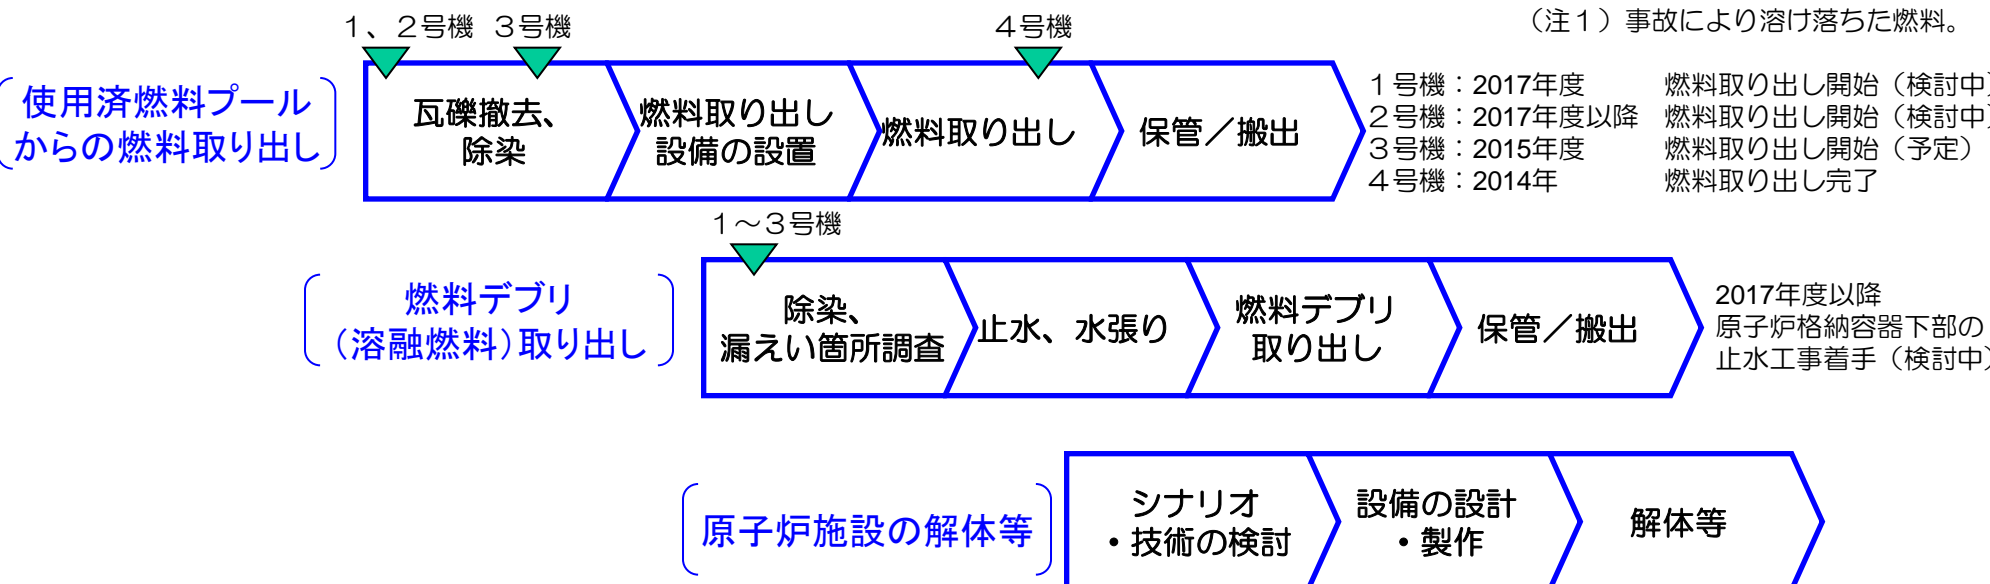 （注１）事故により溶け落ちた燃料。
１、２号機 ３号機 ４号機
使用済燃料プール
からの燃料取り出し
瓦礫撤去、
除染
燃料取り出し
設備の設置
燃料取り出し
保管／搬出
１号機：2017年度 燃料取り出し開始（検討中）
２号機：2017年度以降 燃料取り出し開始（検討中）
３号機：2015年度 燃料取り出し開始（予定）
４号機：2014年 燃料取り出し完了
１～３号機
燃料デブリ
（溶融燃料）取り出し
除染、
漏えい箇所調査
止水、水張り
燃料デブリ
取り出し
保管／搬出
2017年度以降
原子炉格納容器下部の
止水工事着手（検討中）
原子炉施設の解体等
シナリオ
・技術の検討
設備の設計
・製作
解体等